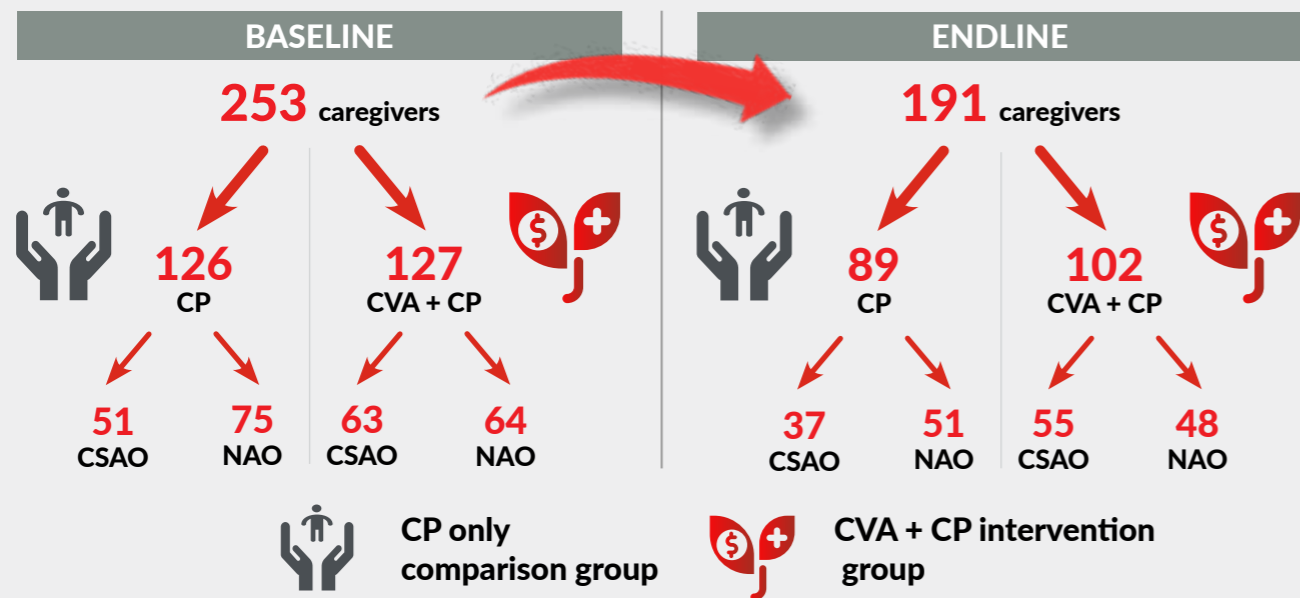 BASELINE
253 caregivers
126
CP
127
CVA + CP
51
CSAO
75
NAO
63
CSAO
64
NAO
ENDLINE
191 caregivers
89
CP
102
CVA + CP
37
CSAO
51
NAO
55
CSAO
48
NAO
CP only
comparison group
CVA + CP intervention
group